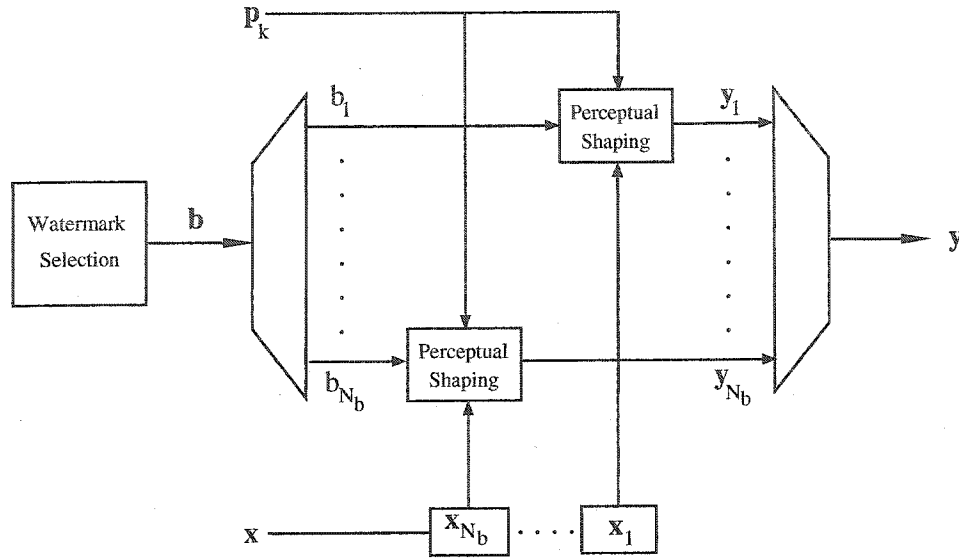 p_k
b_1
Perceptual
Shaping
y_1
Watermark
Selection
b
y
b_{N_b}
Perceptual
Shaping
y_{N_b}
x
x_{N_b}
x_1